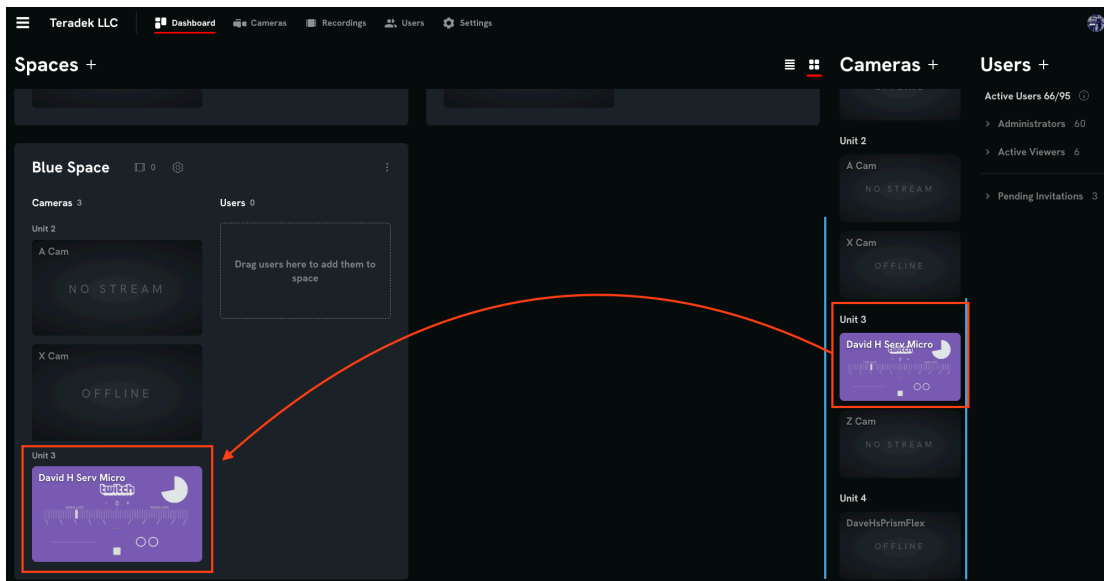 Teradek LLC
Dashboard
Cameras
Recordings
Users
Settings
Spaces +
Blue Space
0
Cameras 3
Users 0
Unit 2
A Cam
NO STREAM
Drag users here to add them to
space
X Cam
OFFLINE
Unit 3
David H Serv Micro
twitch
- 0 +
Cameras +
Unit 2
A Cam
NO STREAM
X Cam
OFFLINE
Unit 3
David H Serv Micro
twitch
- 0 +
Z Cam
NO STREAM
Unit 4
DaveHsPrismFlex
OFFLINE
Users +
Active Users 66/95
> Administrators 60
> Active Viewers 6
> Pending Invitations 3